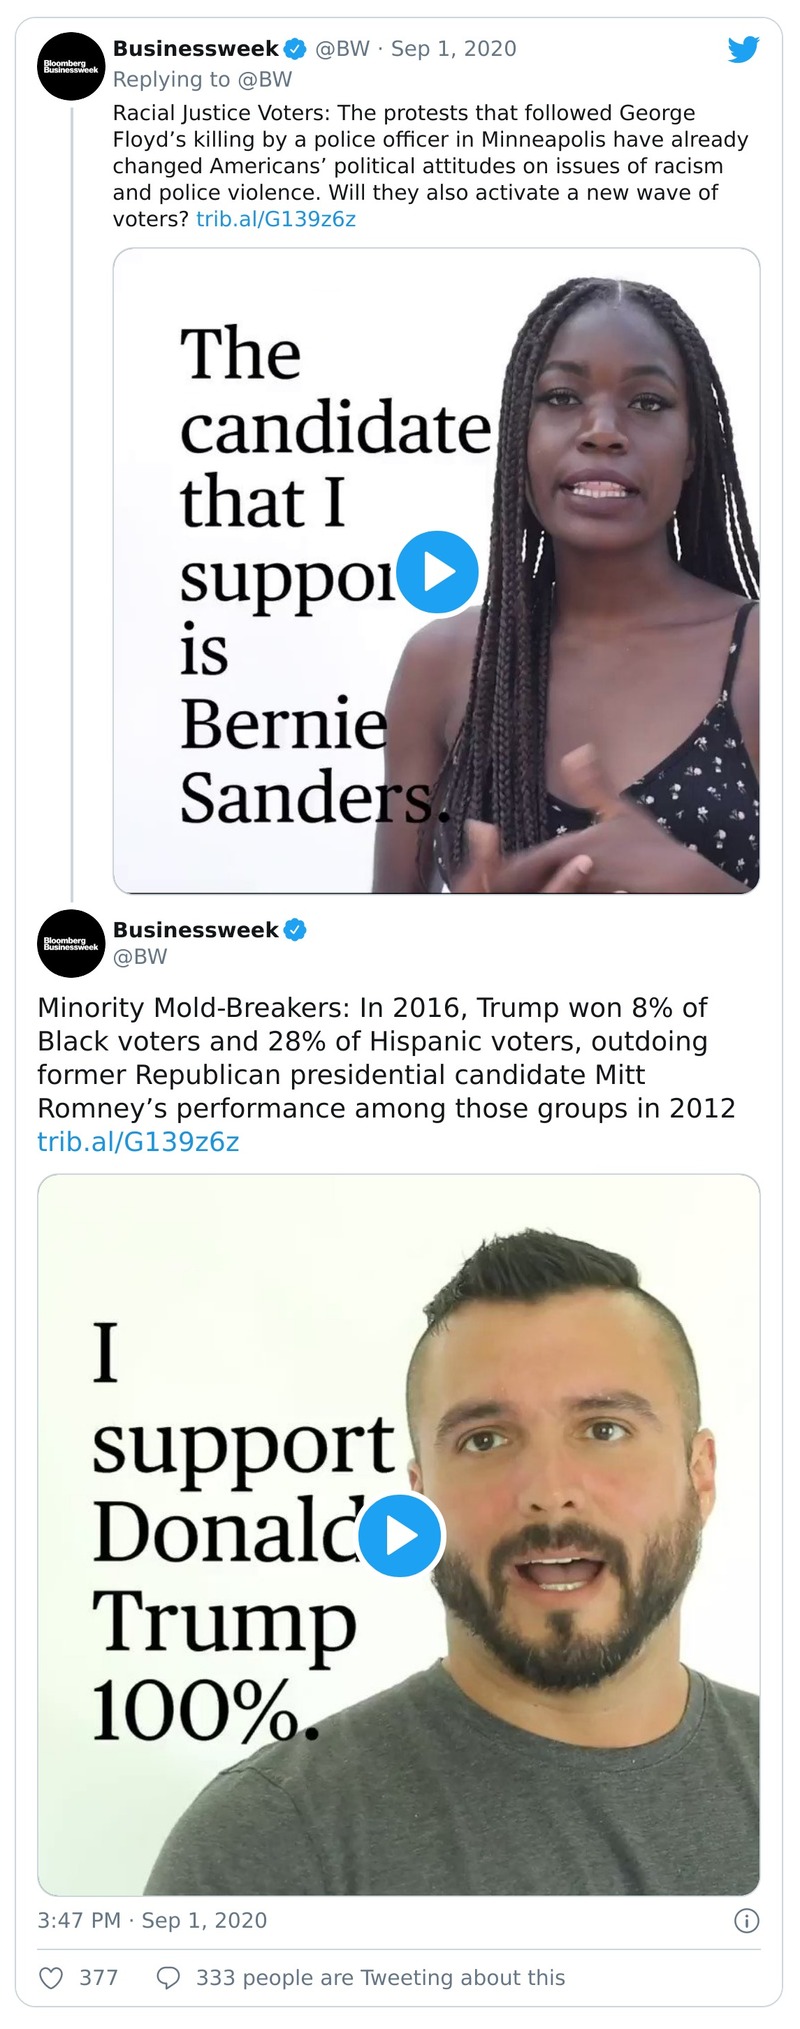 Bloomberg
Businessweek
Businessweek @BW · Sep 1, 2020
Replying to @BW
Racial Justice Voters: The protests that followed George
Floyd’s killing by a police officer in Minneapolis have already
changed Americans’ political attitudes on issues of racism
and police violence. Will they also activate a new wave of
voters? trib.al/G139z6z
The
candidate
that I
suppor
is
Bernie
Sanders.
Bloomberg
Businessweek
Businessweek
@BW
Minority Mold-Breakers: In 2016, Trump won 8% of
Black voters and 28% of Hispanic voters, outdoing
former Republican presidential candidate Mitt
Romney’s performance among those groups in 2012
trib.al/G139z6z
I
support
Donald
Trump
100%.
3:47 PM · Sep 1, 2020
377 333 people are Tweeting about this